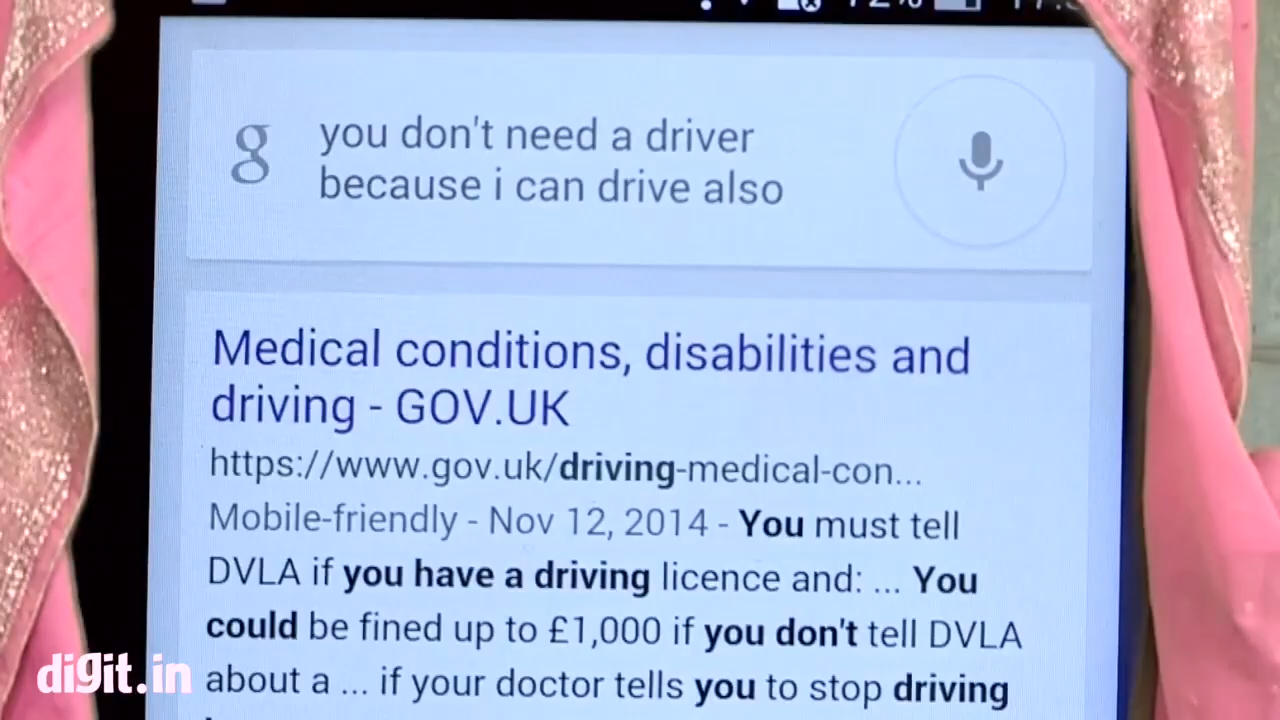 72%
g
you don't need a driver
because i can drive also
Medical conditions, disabilities and
driving - GOV.UK
https://www.gov.uk/driving-medical-con...
Mobile-friendly - Nov 12, 2014 - You must tell
DVLA if you have a driving licence and: ... You
could be fined up to £1,000 if you don't tell DVLA
about a ... if your doctor tells you to stop driving
digit.in